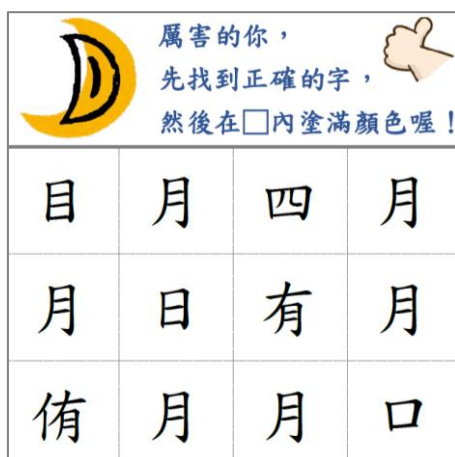 厲害的你，
先找到正確的字，
然後在□內塗滿顏色喔！
目 月 四 月
月 日 有 月
侑 月 月 口